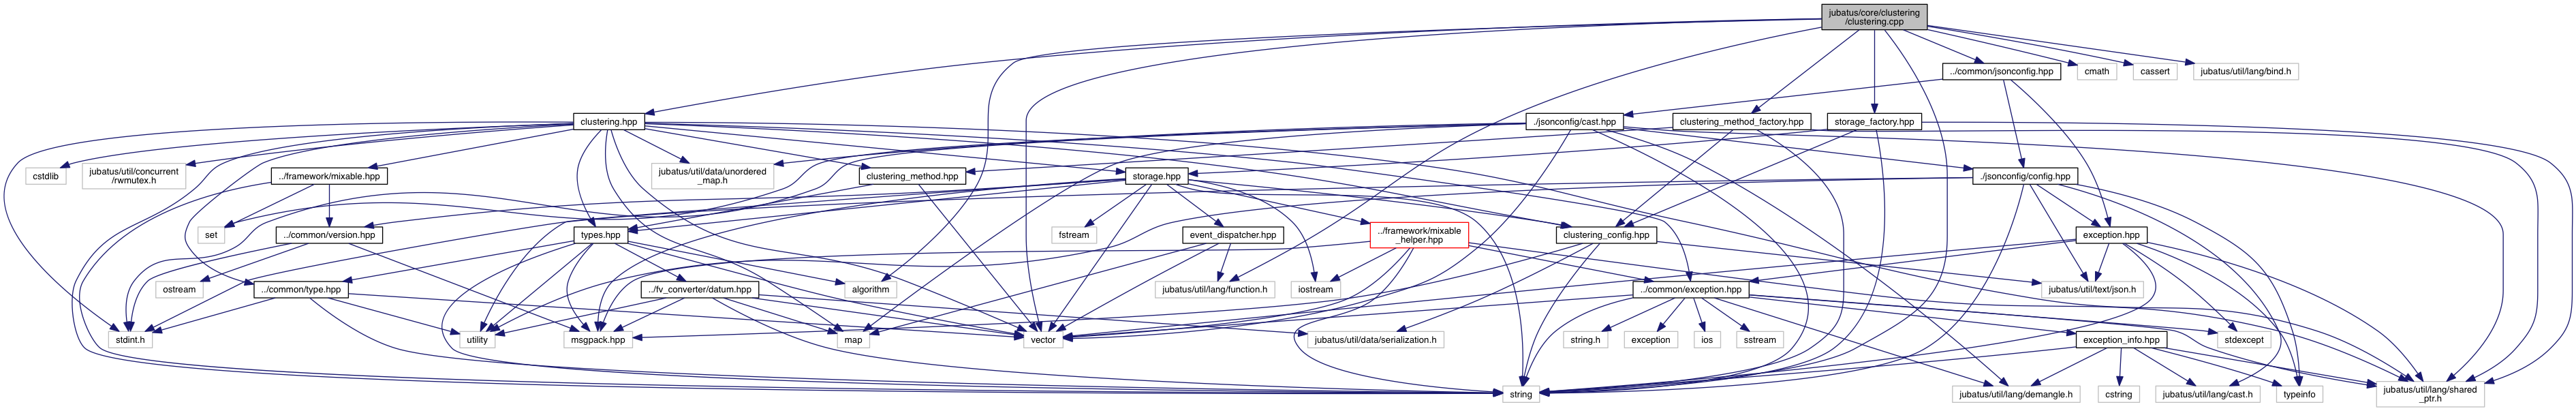 jubatus/core/clustering
/clustering.cpp
../common/jsonconfig.hpp
cmath
cassert
jubatus/util/lang/bind.h
clustering.hpp
./jsonconfig/cast.hpp
clustering_method_factory.hpp
storage_factory.hpp
cstdlib
jubatus/util/concurrent
/rwmutex.h
../framework/mixable.hpp
jubatus/util/data/unordered
_map.h
clustering_method.hpp
storage.hpp
./jsonconfig/config.hpp
set
../common/version.hpp
types.hpp
fstream
event_dispatcher.hpp
../framework/mixable
_helper.hpp
clustering_config.hpp
exception.hpp
ostream
../common/type.hpp
../fv_converter/datum.hpp
algorithm
jubatus/util/lang/function.h
iostream
../common/exception.hpp
jubatus/util/text/json.h
stdint.h
utility
msgpack.hpp
map
vector
jubatus/util/data/serialization.h
string.h
exception
ios
sstream
exception_info.hpp
stdexcept
string
jubatus/util/lang/demangle.h
cstring
jubatus/util/lang/cast.h
typeinfo
jubatus/util/lang/shared
_ptr.h